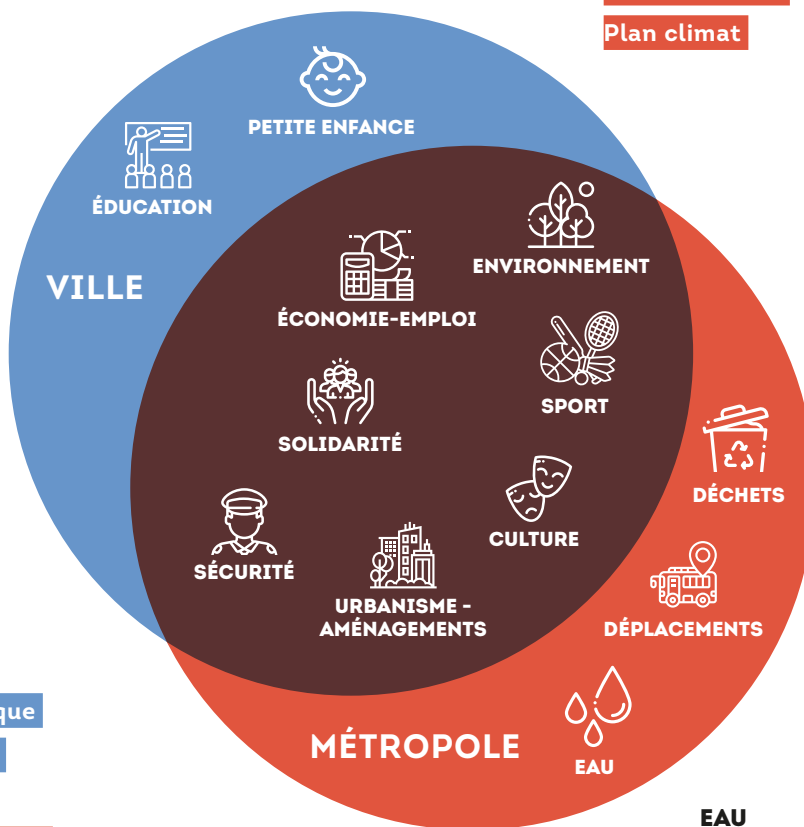 Plan climat
PETITE ENFANCE
ÉDUCATION
ENVIRONNEMENT
VILLE
ÉCONOMIE-EMPLOI
SPORT
SOLIDARITÉ
DÉCHETS
CULTURE
SÉCURITÉ
URBANISME -
AMÉNAGEMENTS
DÉPLACEMENTS
que
MÉTROPOLE
EAU
EAU